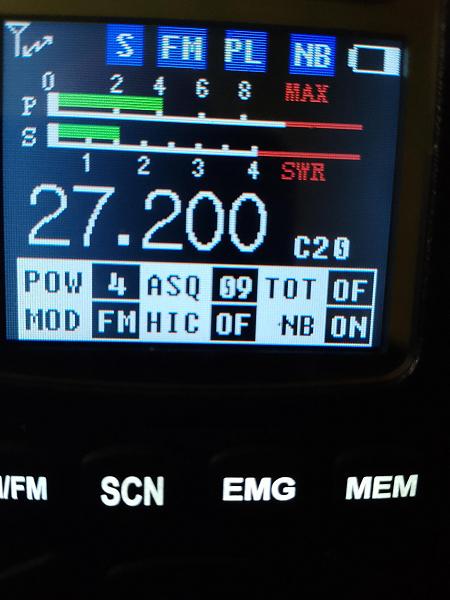 S FM PL NB
0 2 4 6 8 MAX
P
S
1 2 3 4 SWR
27.200 C20
POW 4 ASQ 09 TOT OF
MOD FM HIC OF NB ON
/FM SCN EMG MEM